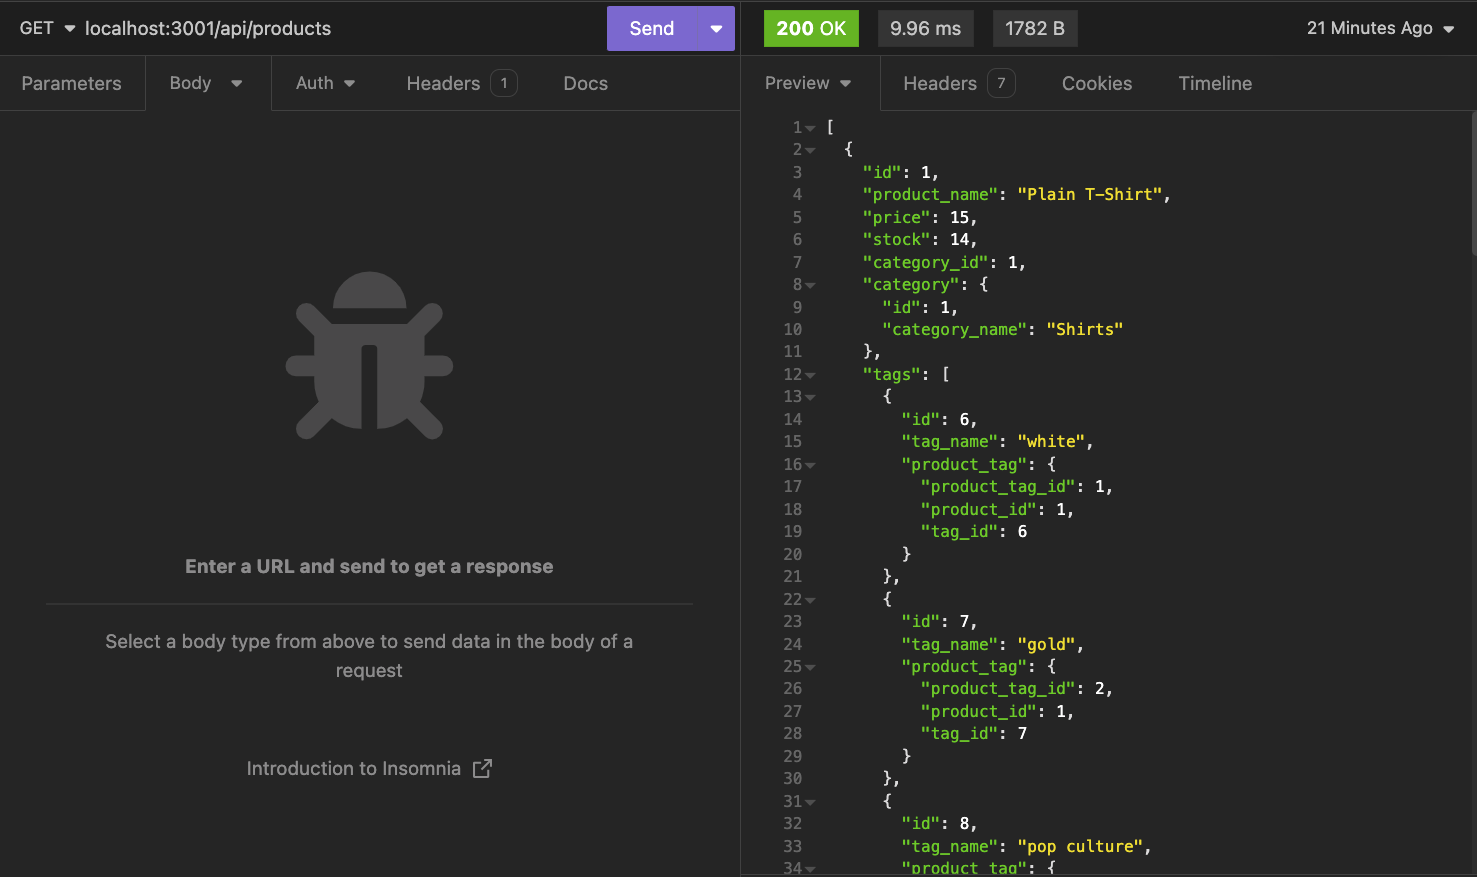 GET localhost:3001/api/products Send 200 OK 9.96 ms 1782 B 21 Minutes Ago
Parameters Body Auth Headers 1 Docs
Preview Headers 7 Cookies Timeline
Enter a URL and send to get a response
Select a body type from above to send data in the body of a
request
Introduction to Insomnia
1 [
2 {
3 "id": 1,
4 "product_name": "Plain T-Shirt",
5 "price": 15,
6 "stock": 14,
7 "category_id": 1,
8 "category": {
9 "id": 1,
10 "category_name": "Shirts"
11 },
12 "tags": [
13 {
14 "id": 6,
15 "tag_name": "white",
16 "product_tag": {
17 "product_tag_id": 1,
18 "product_id": 1,
19 "tag_id": 6
20 }
21 },
22 {
23 "id": 7,
24 "tag_name": "gold",
25 "product_tag": {
26 "product_tag_id": 2,
27 "product_id": 1,
28 "tag_id": 7
29 }
30 },
31 {
32 "id": 8,
33 "tag_name": "pop culture",
34 "product_tag": {